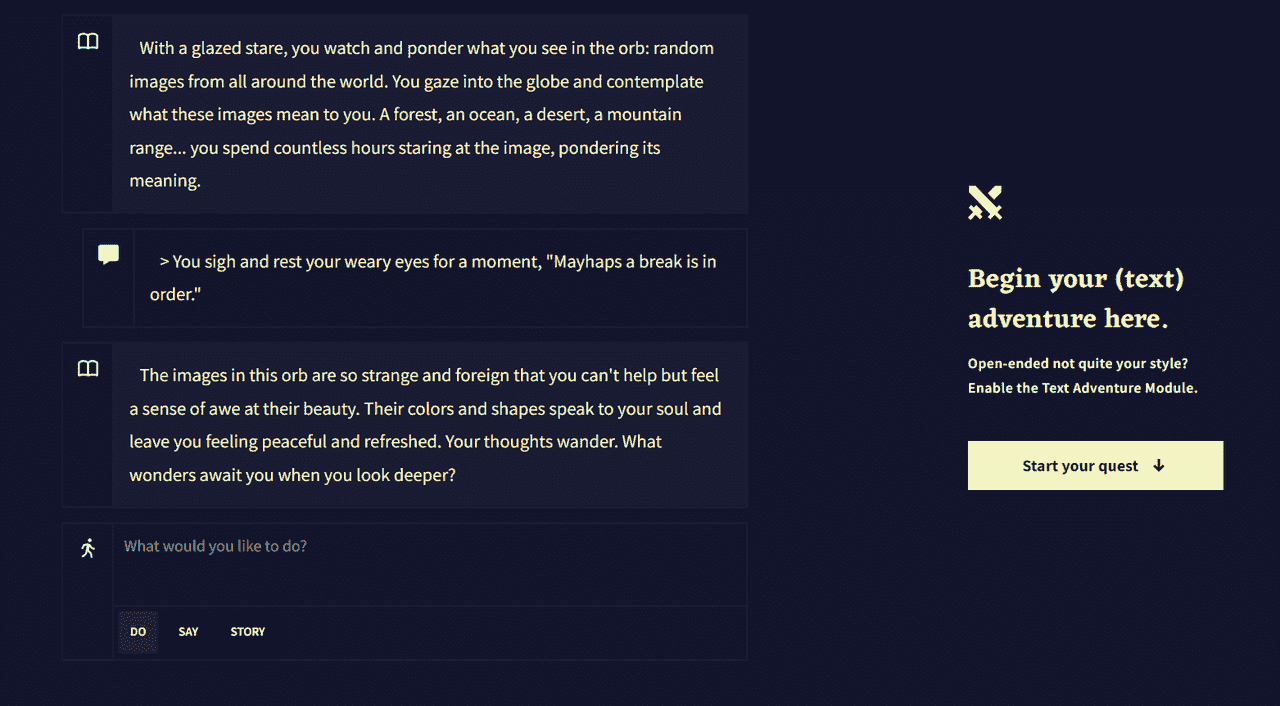 With a glazed stare, you watch and ponder what you see in the orb: random
images from all around the world. You gaze into the globe and contemplate
what these images mean to you. A forest, an ocean, a desert, a mountain
range... you spend countless hours staring at the image, pondering its
meaning.
> You sigh and rest your weary eyes for a moment, "Mayhaps a break is in
order."
The images in this orb are so strange and foreign that you can't help but feel
a sense of awe at their beauty. Their colors and shapes speak to your soul and
leave you feeling peaceful and refreshed. Your thoughts wander. What
wonders await you when you look deeper?
What would you like to do?
DO SAY STORY
Begin your (text)
adventure here.
Open-ended not quite your style?
Enable the Text Adventure Module.
Start your quest ↓